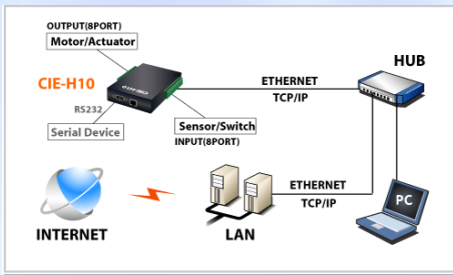 OUTPUT(8PORT)
Motor/Actuator
HUB
CIE-H10
ETHERNET
RS232
TCP/IP
Serial Device
Sensor/Switch
INPUT(8PORT)
ETHERNET
PC
TCP/IP
INTERNET
LAN